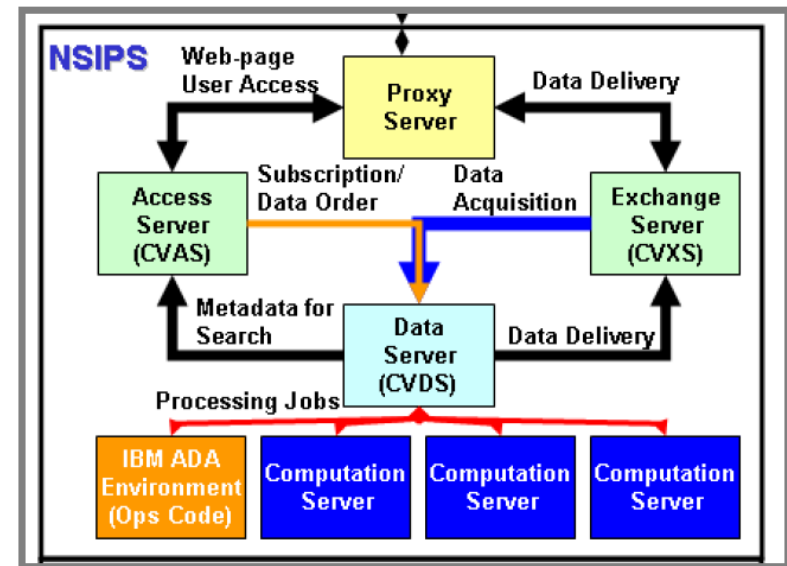 NSIPS
Web-page
User Access
Proxy
Server
Data Delivery
Subscription/
Data Order
Data
Acquisition
Access
Server
(CVAS)
Exchange
Server
(CVXS)
Metadata for
Search
Data
Server
(CVDS)
Data Delivery
Processing Jobs
IBM ADA
Environment
(Ops Code)
Computation
Server
Computation
Server
Computation
Server